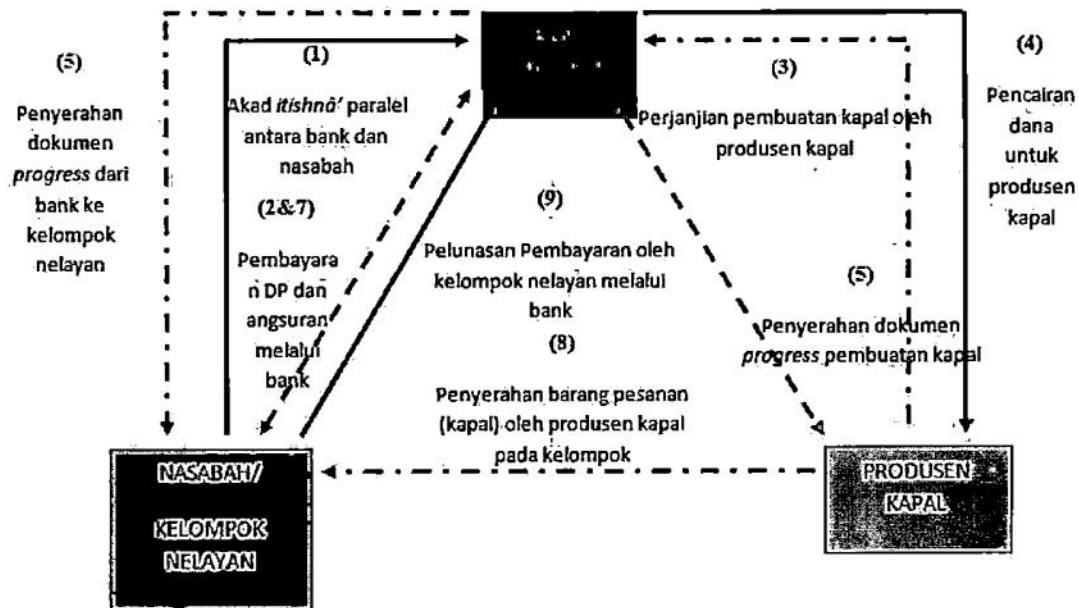 (5)
Penyerahan
dokumen
progress dari
bank ke
kelompok
nelayan
(1)
Akad itishnâ' paralel
antara bank dan
nasabah
(2&7)
Pembayara
n DP dan
angsuran
melalui
bank
(3)
Perjanjian pembuatan kapal oleh
produsen kapal
(4)
Pencairan
dana
untuk
produsen
kapal
(9)
Pelunasan Pembayaran oleh
kelompok nelayan melalui
bank
(8)
Penyerahan barang pesanan
(kapal) oleh produsen kapal
pada kelompok
(5)
Penyerahan dokumen
progress pembuatan kapal
NASABAH/
KELOMPOK
NELAYAN
PRODUSEN
KAPAL